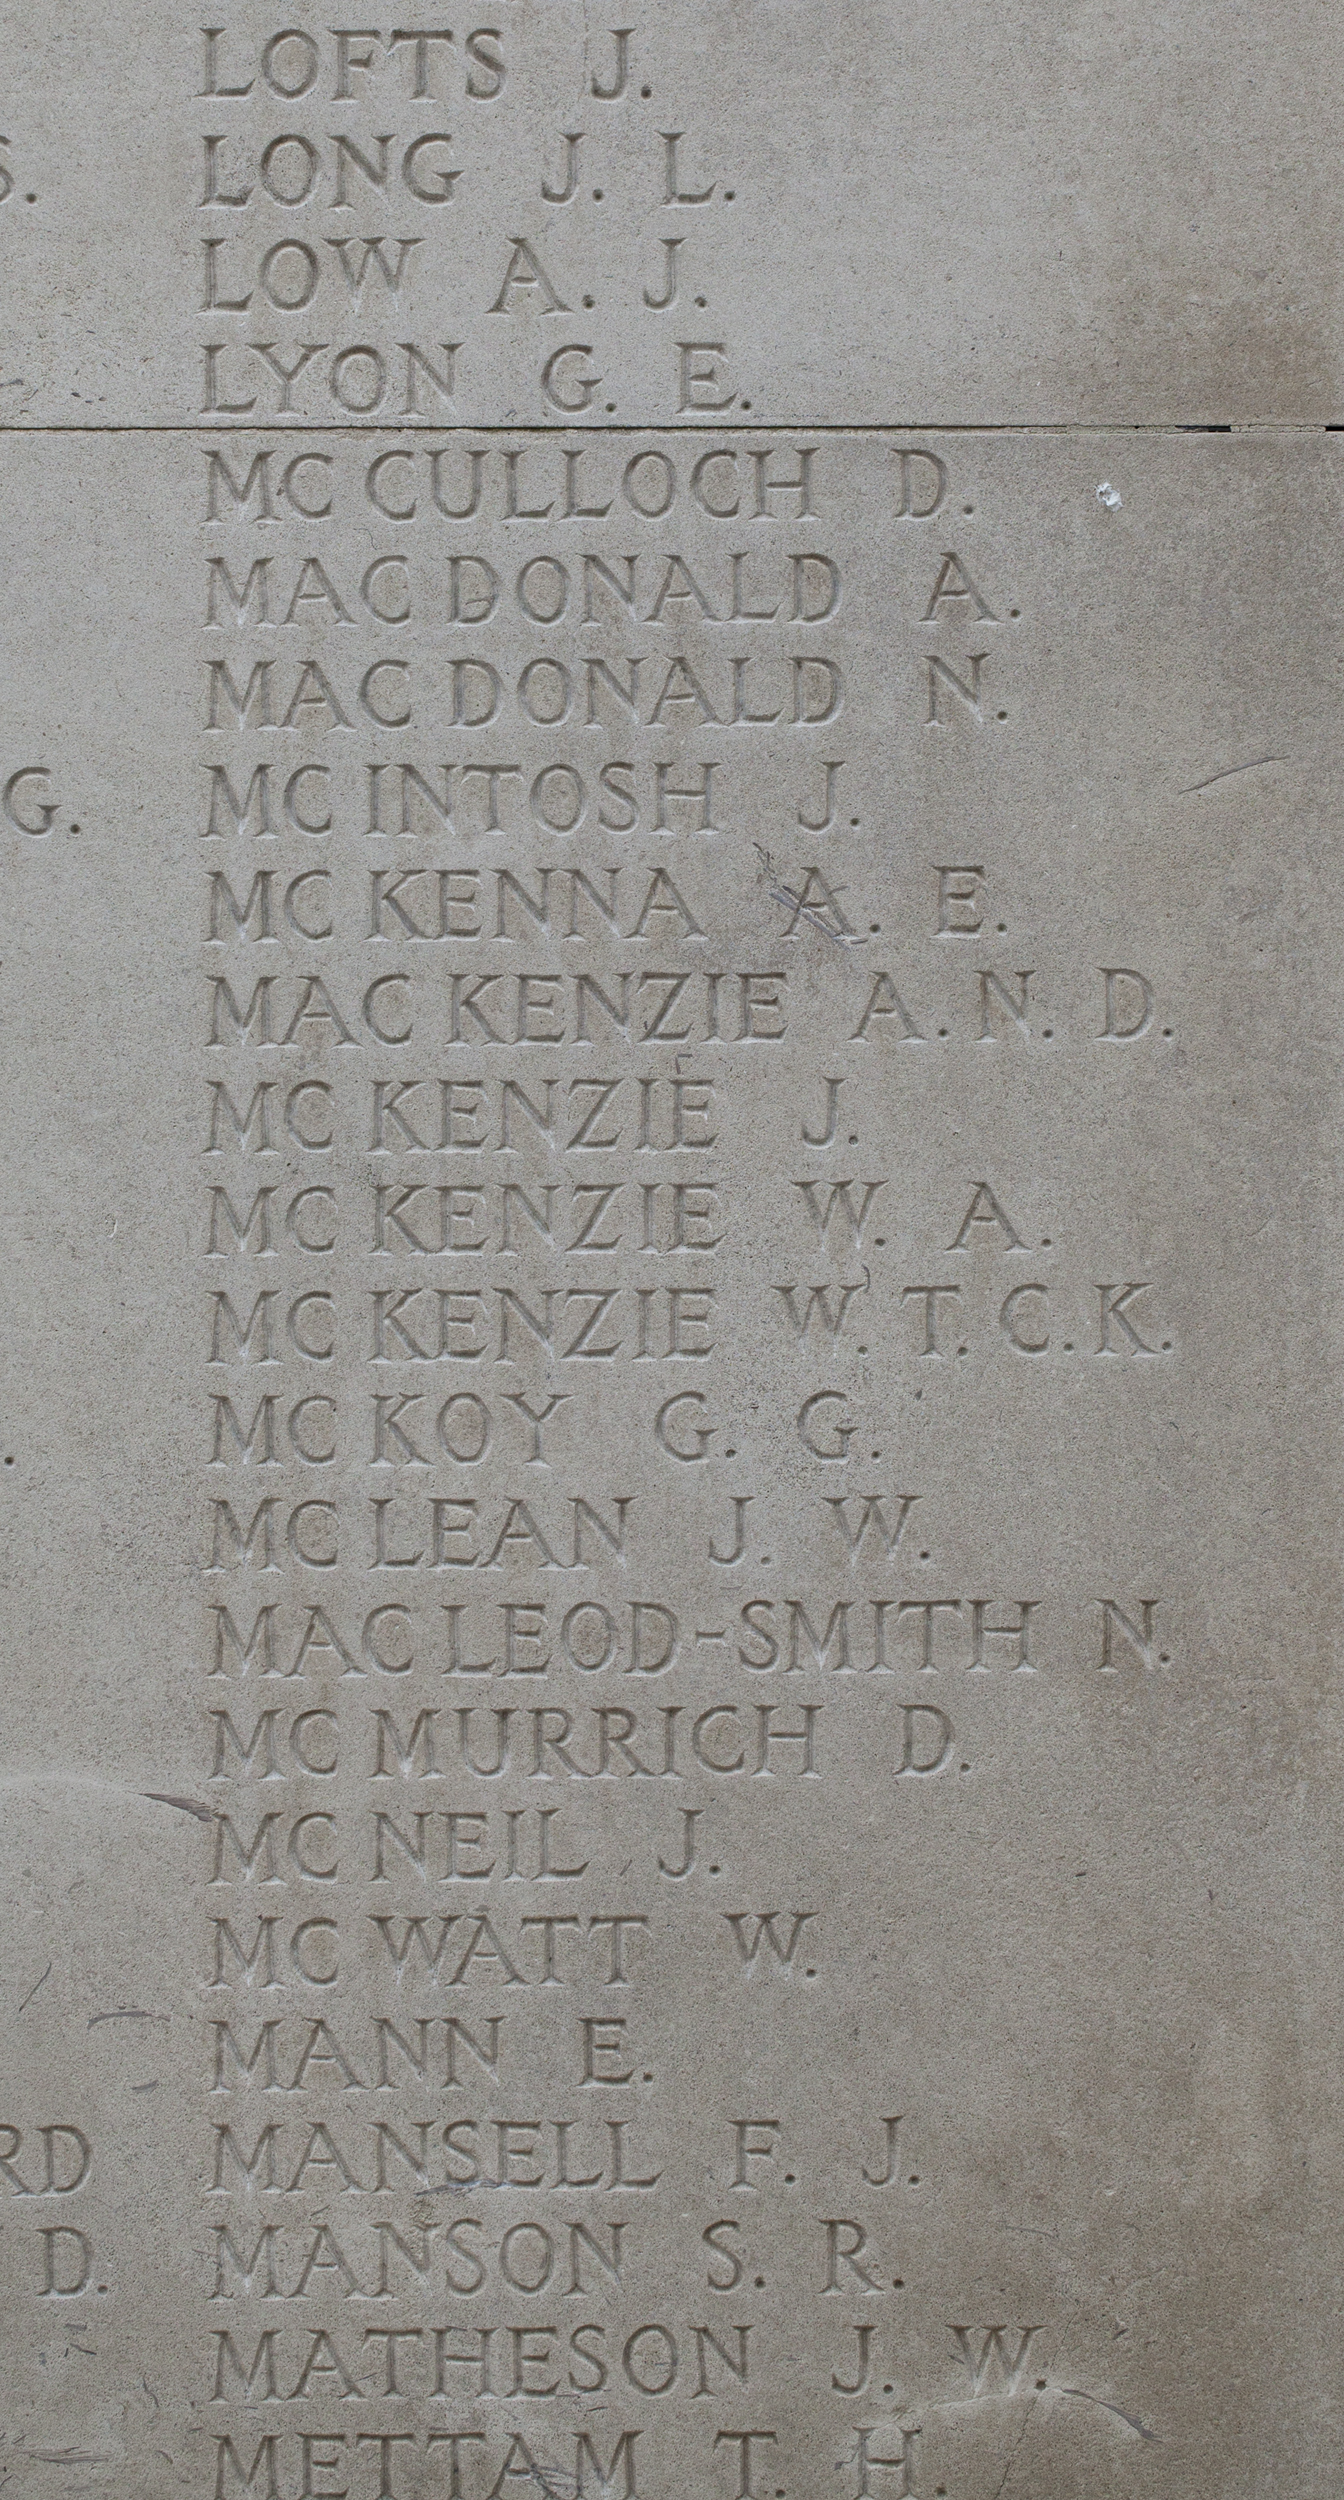 LOFTS J.
S. LONG J. L.
LOW A. J.
LYON G. E.
MC CULLOCH D.
MAC DONALD A.
MAC DONALD N.
G. MC INTOSH J.
MC KENNA A. E.
MAC KENZIE A. N. D.
MC KENZIE J.
MC KENZIE W. A.
MC KENZIE W. T. C. K.
MC KOY G. G.
MC LEAN J. W.
MAC LEOD-SMITH N.
MC MURRICH D.
MC NEIL J.
MC WATT W.
MANN E.
RD MANSELL F. J.
D. MANSON S. R.
MATHESON J. W.
METTAM T. H.